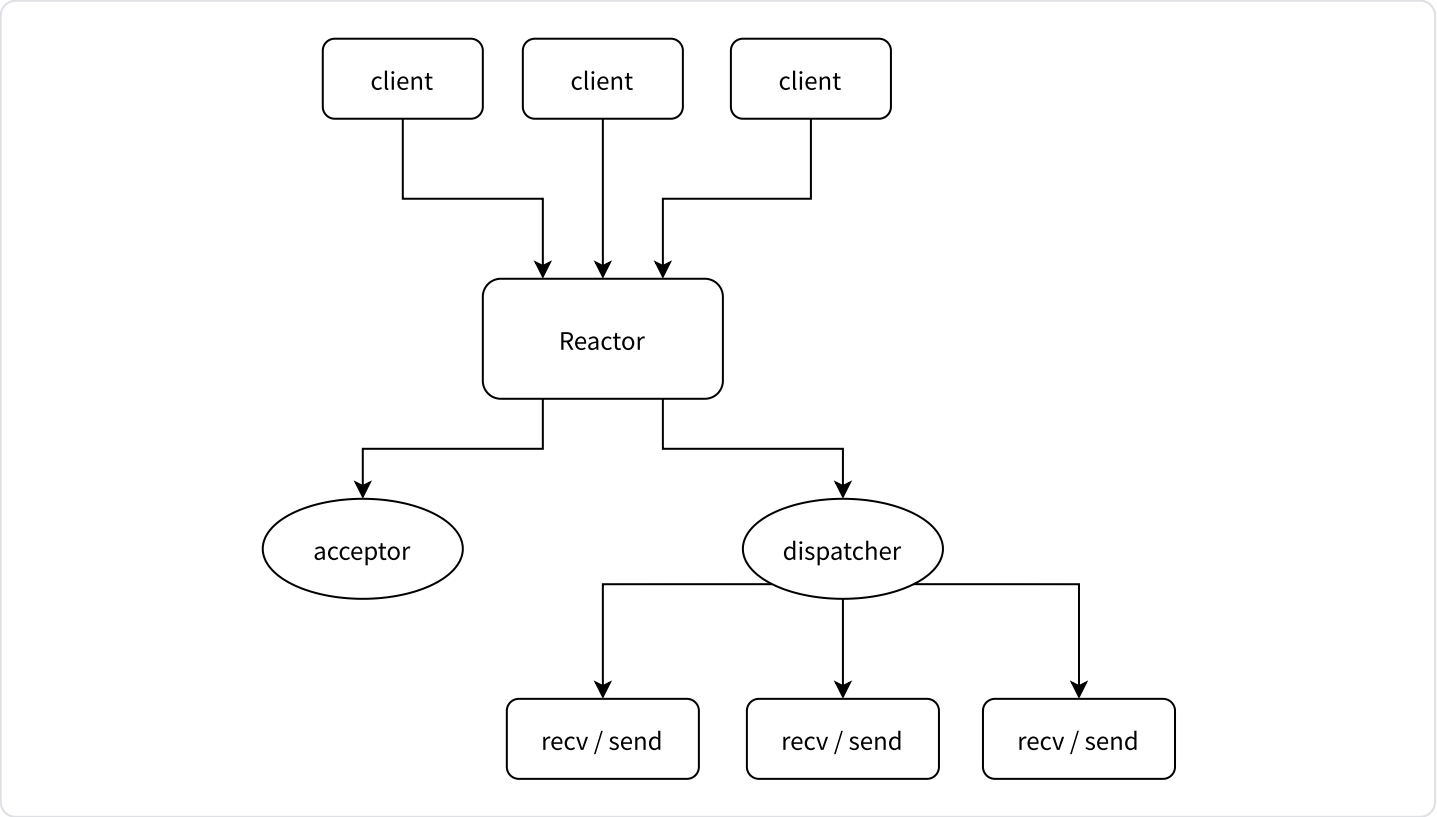 client
client
client
Reactor
acceptor
dispatcher
recv / send
recv / send
recv / send